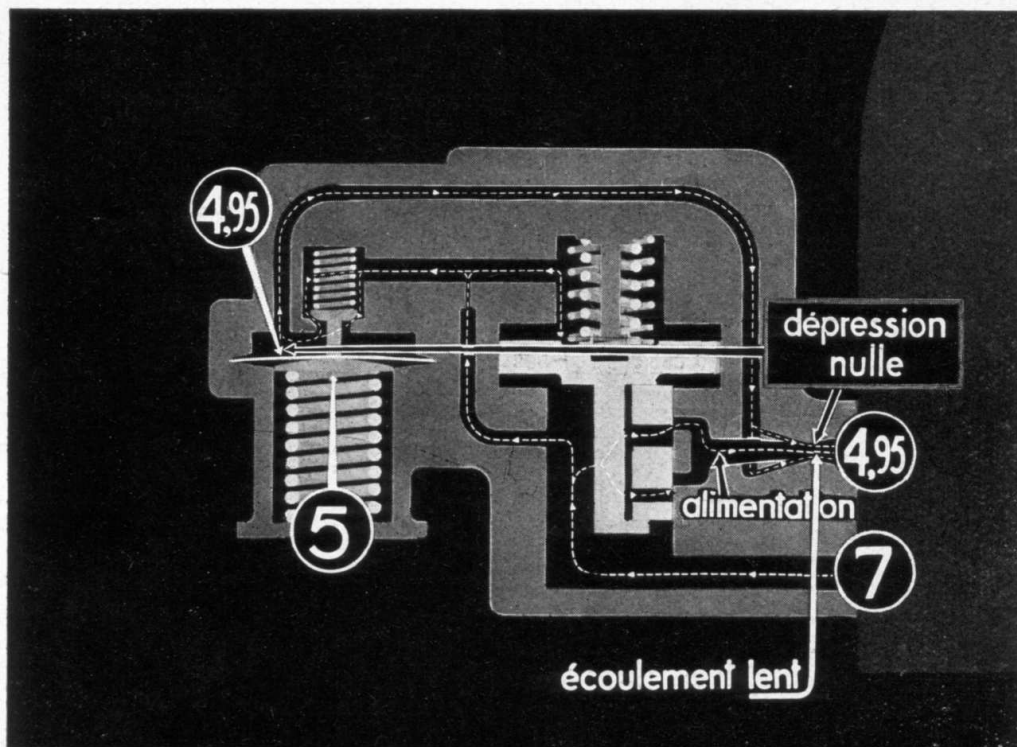 4,95
dépression
nulle
4,95
5
alimentation
7
écoulement lent